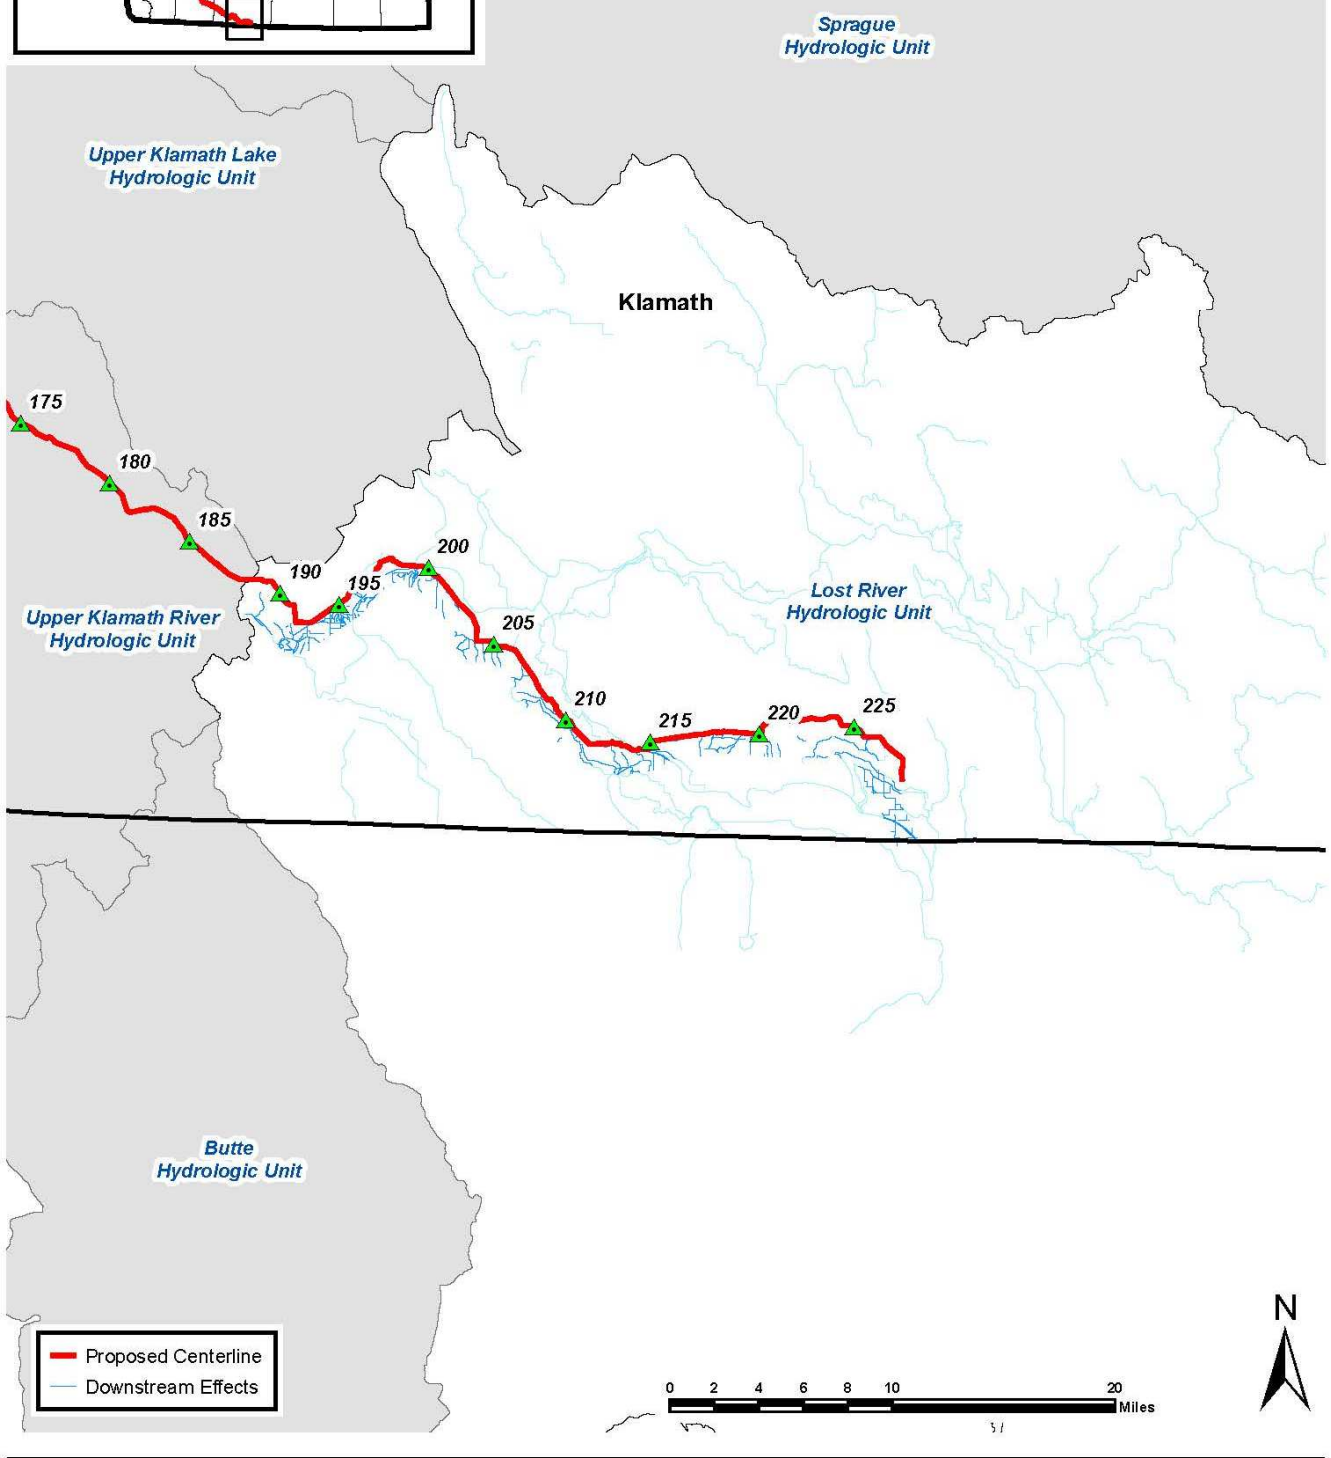 Sprague
Hydrologic Unit
Upper Klamath Lake
Hydrologic Unit
Klamath
175
180
185
190
195
200
205
210
215
220
225
Upper Klamath River
Hydrologic Unit
Lost River
Hydrologic Unit
Butte
Hydrologic Unit
N
Proposed Centerline
Downstream Effects
0 2 4 6 8 10 20
Miles